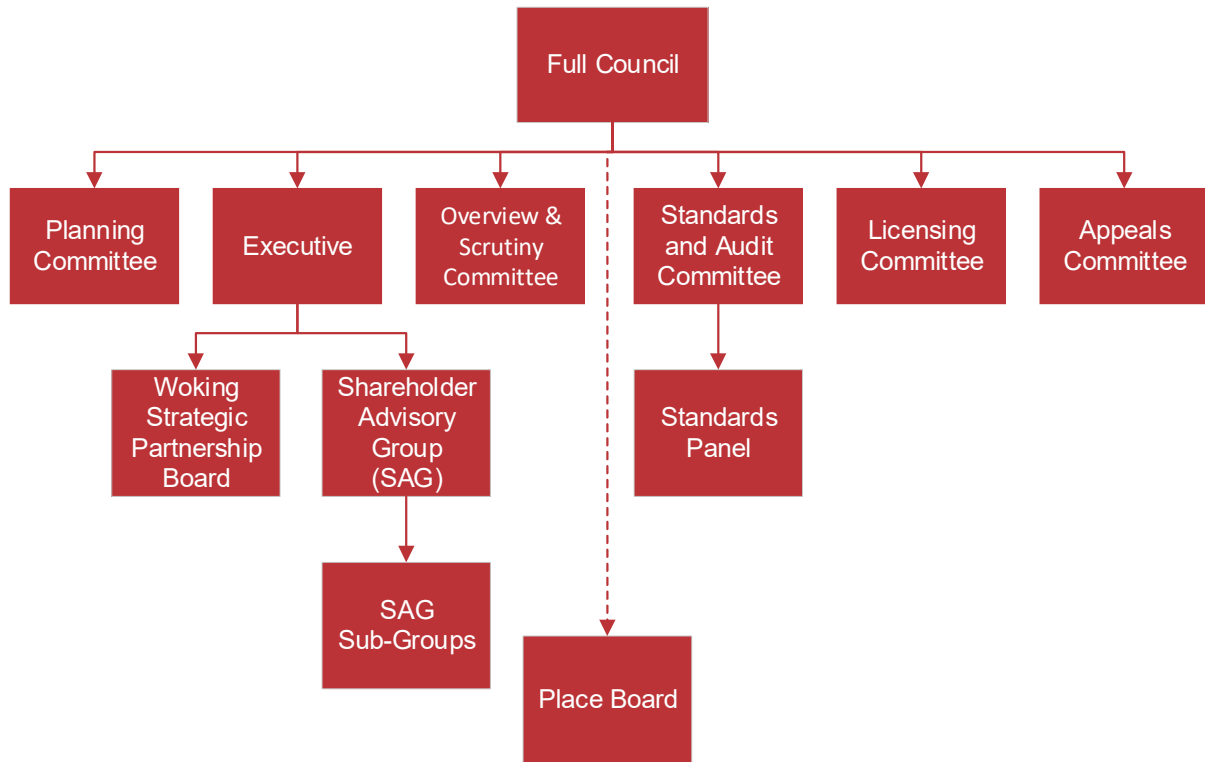 Full Council
Planning
Committee
Executive
Overview &
Scrutiny
Committee
Standards
and Audit
Committee
Licensing
Committee
Appeals
Committee
Woking
Strategic
Partnership
Board
Shareholder
Advisory
Group
(SAG)
Standards
Panel
SAG
Sub-Groups
Place Board